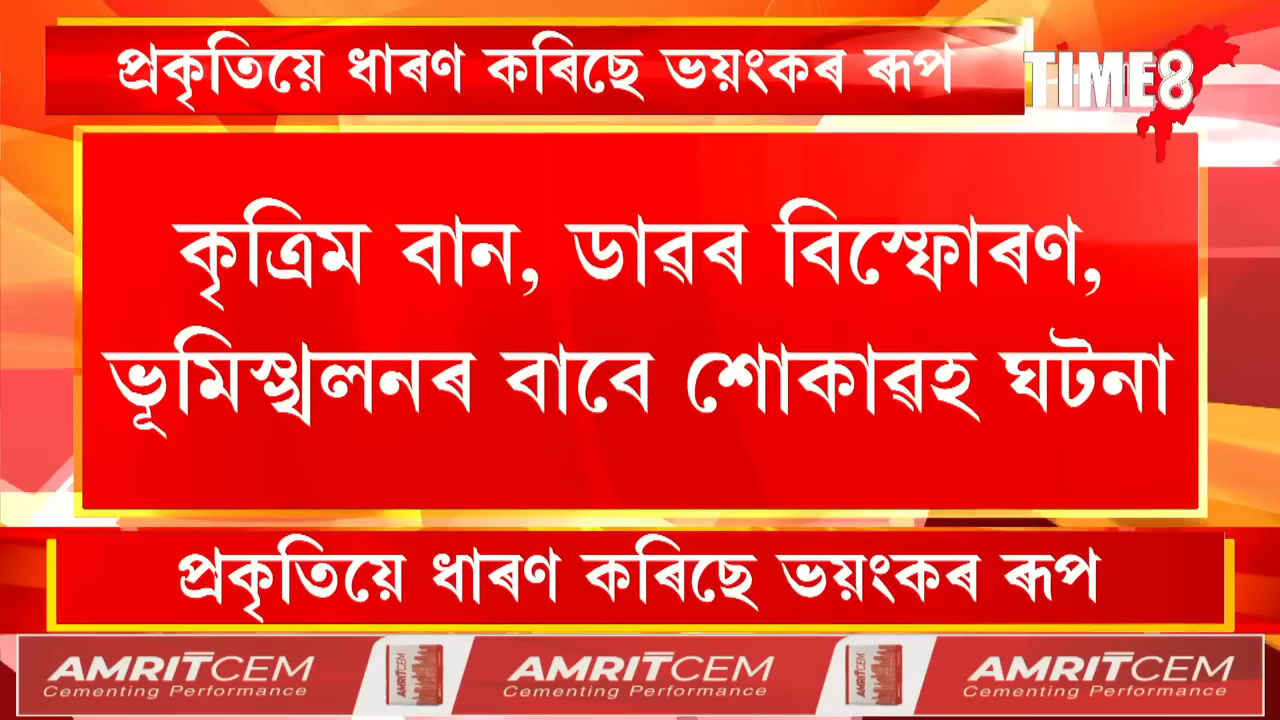 প্ৰকৃতিয়ে ধাৰণ কৰিছে ভয়ংকৰ ৰূপ
TIME8
কৃত্ৰিম বান, ডাৱৰ বিস্ফোৰণ,
ভূমিস্খলনৰ বাবে শোকাৱহ ঘটনা
প্ৰকৃতিয়ে ধাৰণ কৰিছে ভয়ংকৰ ৰূপ
AMRITCEM AMRITCEM AMRITCEM
Cementing Performance Cementing Performance Cementing Performance